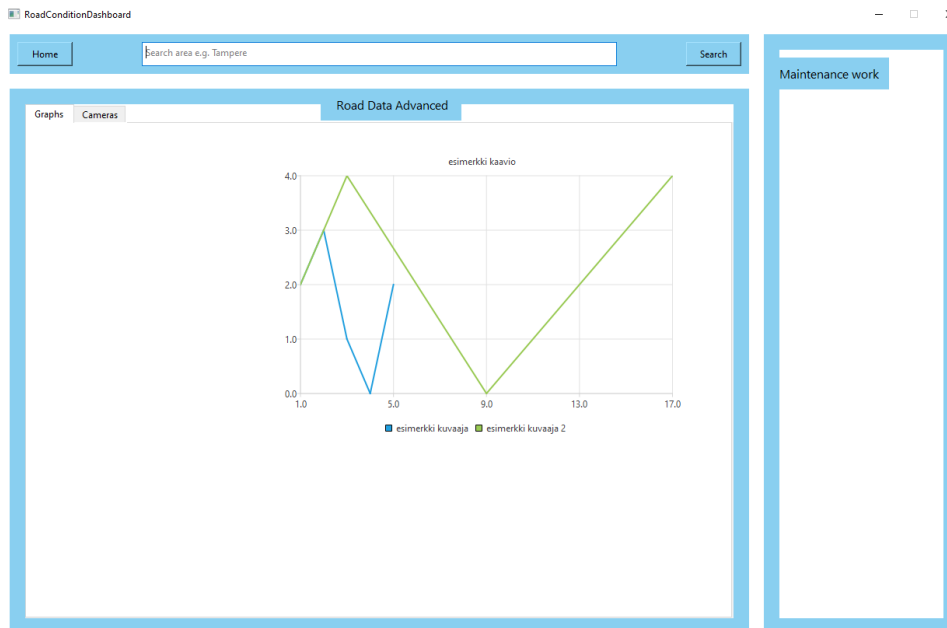 RoadConditionDashboard
Home
Search area e.g. Tampere
Search
Maintenance work
Road Data Advanced
Graphs
Cameras
esimerkki kaavio
4.0
3.0
2.0
1.0
0.0
1.0 5.0 9.0 13.0 17.0
esimerkki kuvaaja esimerkki kuvaaja 2